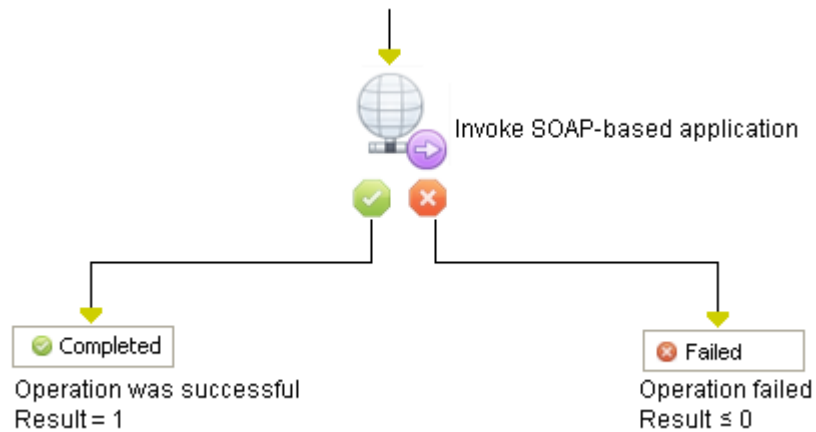 Invoke SOAP-based application
Completed
Failed
Operation was successful
Operation failed
Result = 1
Result ≤ 0